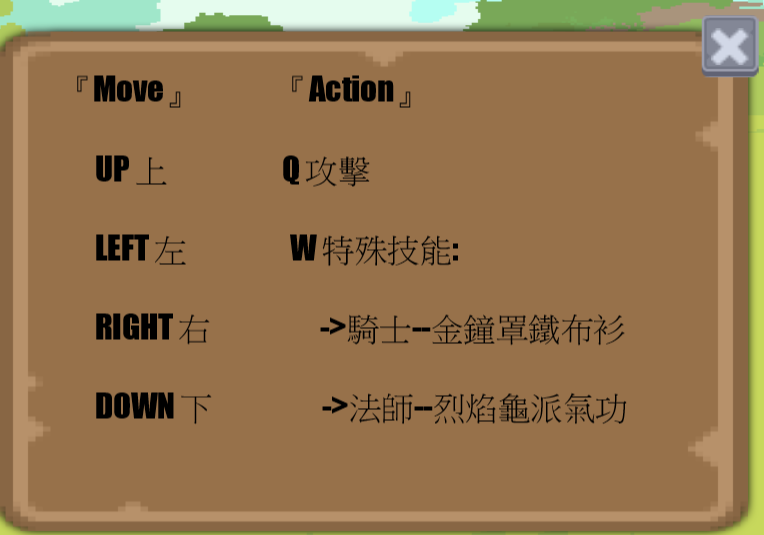 『Move』 『Action』
UP 上 Q 攻擊
LEFT 左 W 特殊技能:
RIGHT 右 ->騎士--金鐘罩鐵布衫
DOWN 下 ->法師--烈焰龜派氣功